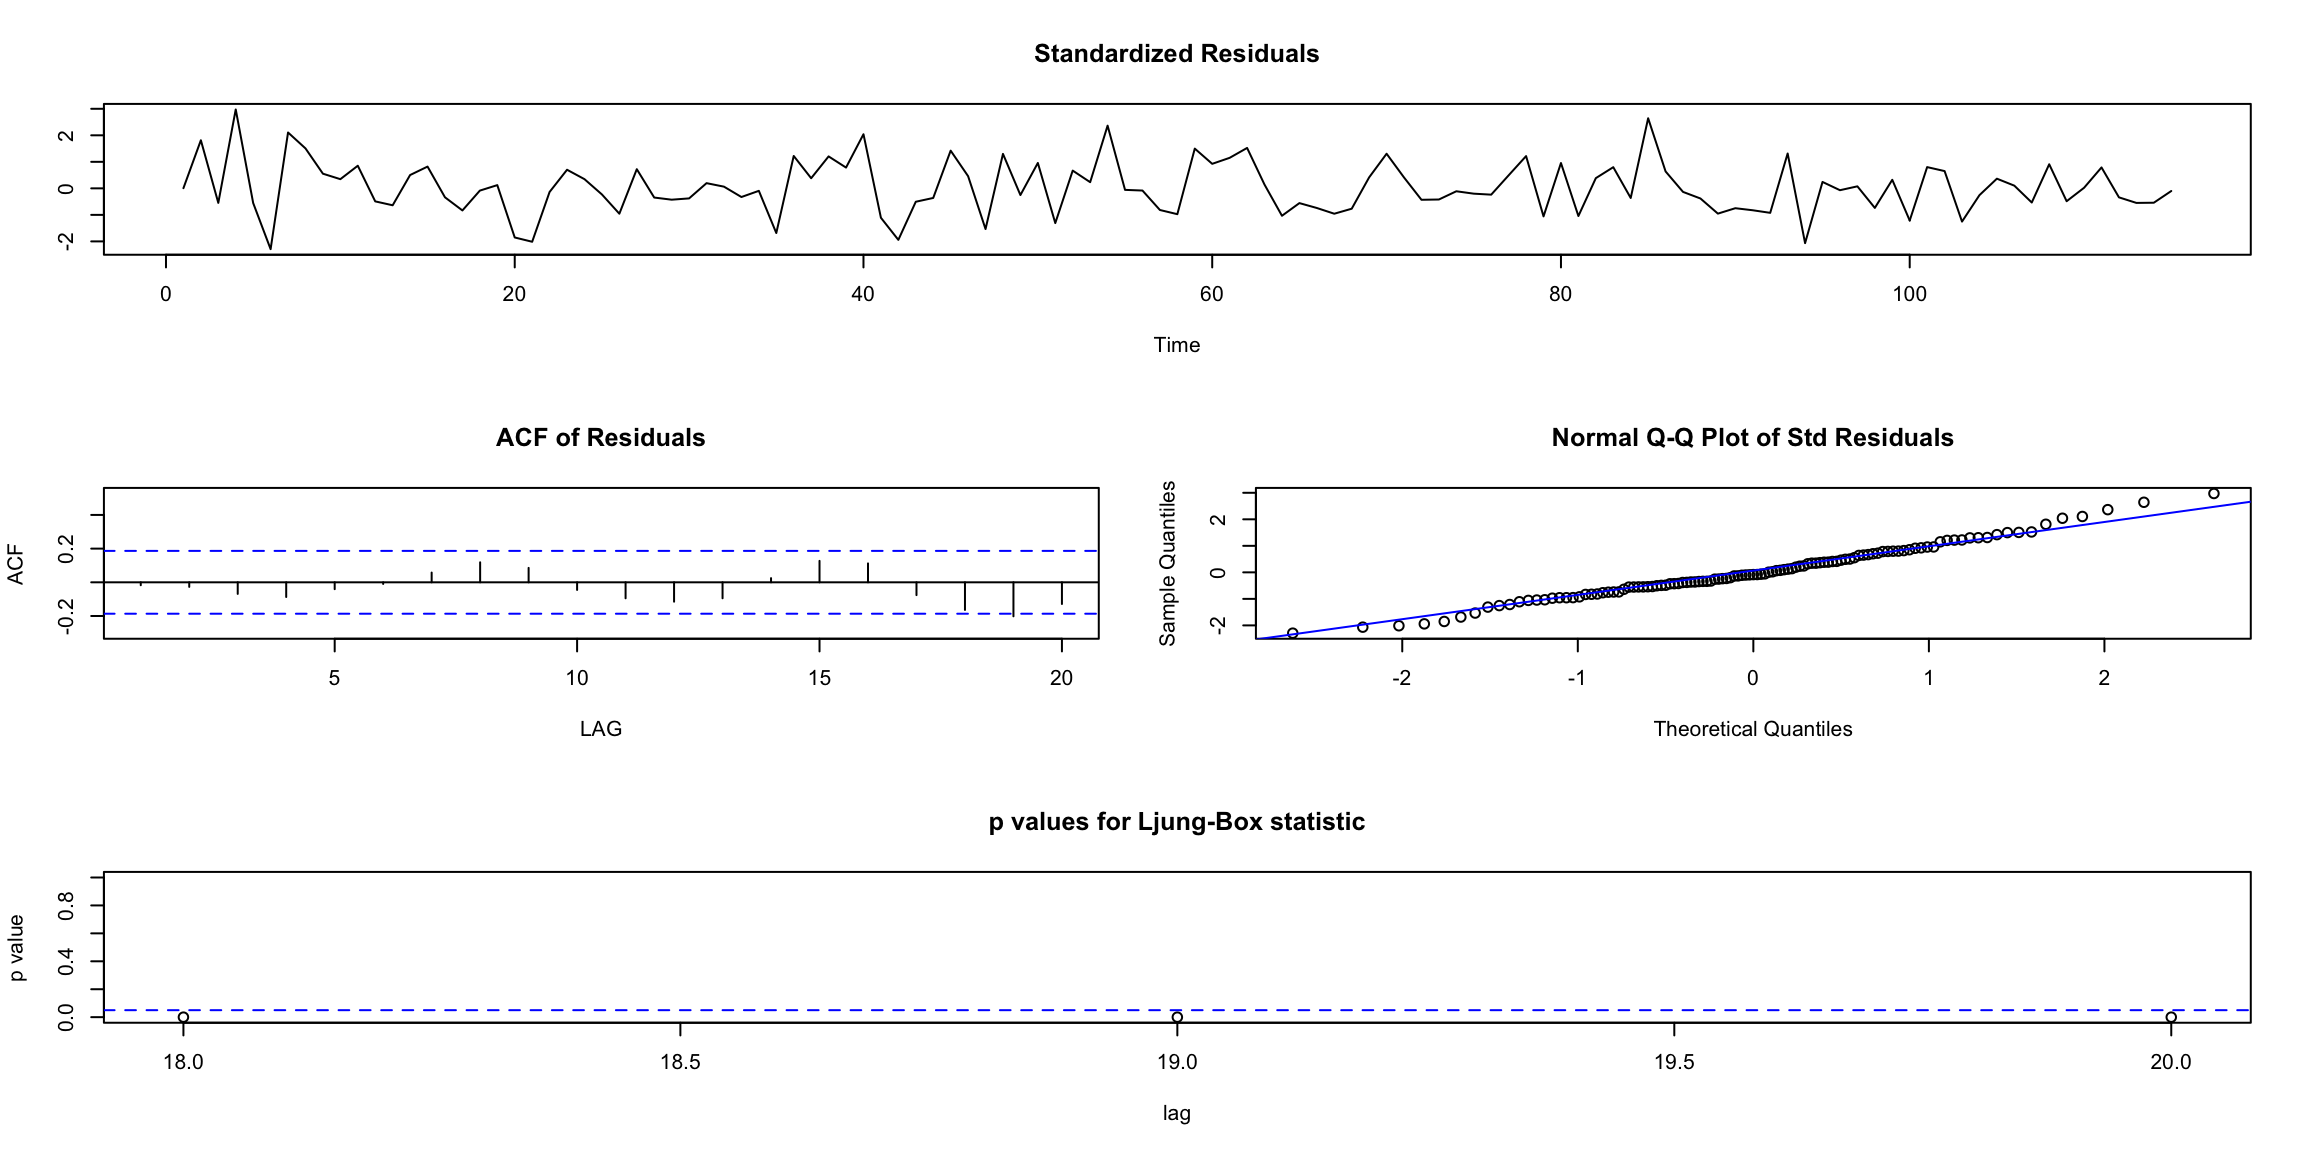 Standardized Residuals
2
0
-2
0 20 40 60 80 100
Time
ACF of Residuals
ACF
0.2
-0.2
5 10 15 20
LAG
Normal Q-Q Plot of Std Residuals
Sample Quantiles
2
0
-2
-2 -1 0 1 2
Theoretical Quantiles
p values for Ljung-Box statistic
p value
0.8
0.4
0.0
18.0 18.5 19.0 19.5 20.0
lag